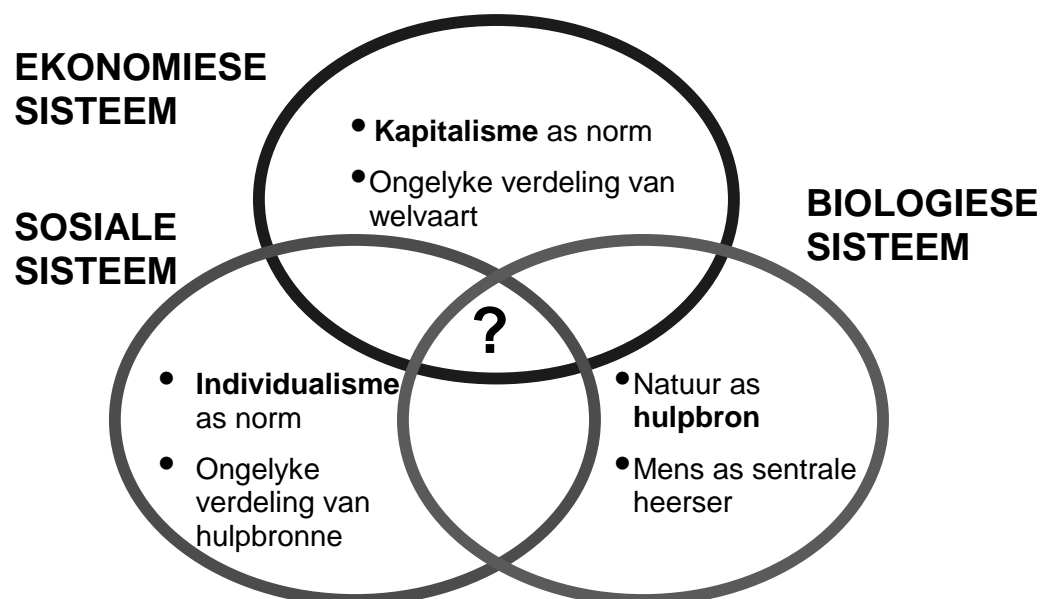 EKONOMIESE
SISTEEM
• Kapitalisme as norm
• Ongelyke verdeling van
welvaart
SOSIALE
SISTEEM
BIOLOGIESE
SISTEEM
?
• Individualisme
as norm
• Ongelyke
verdeling van
hulpbronne
• Natuur as
hulpbron
• Mens as sentrale
heerser